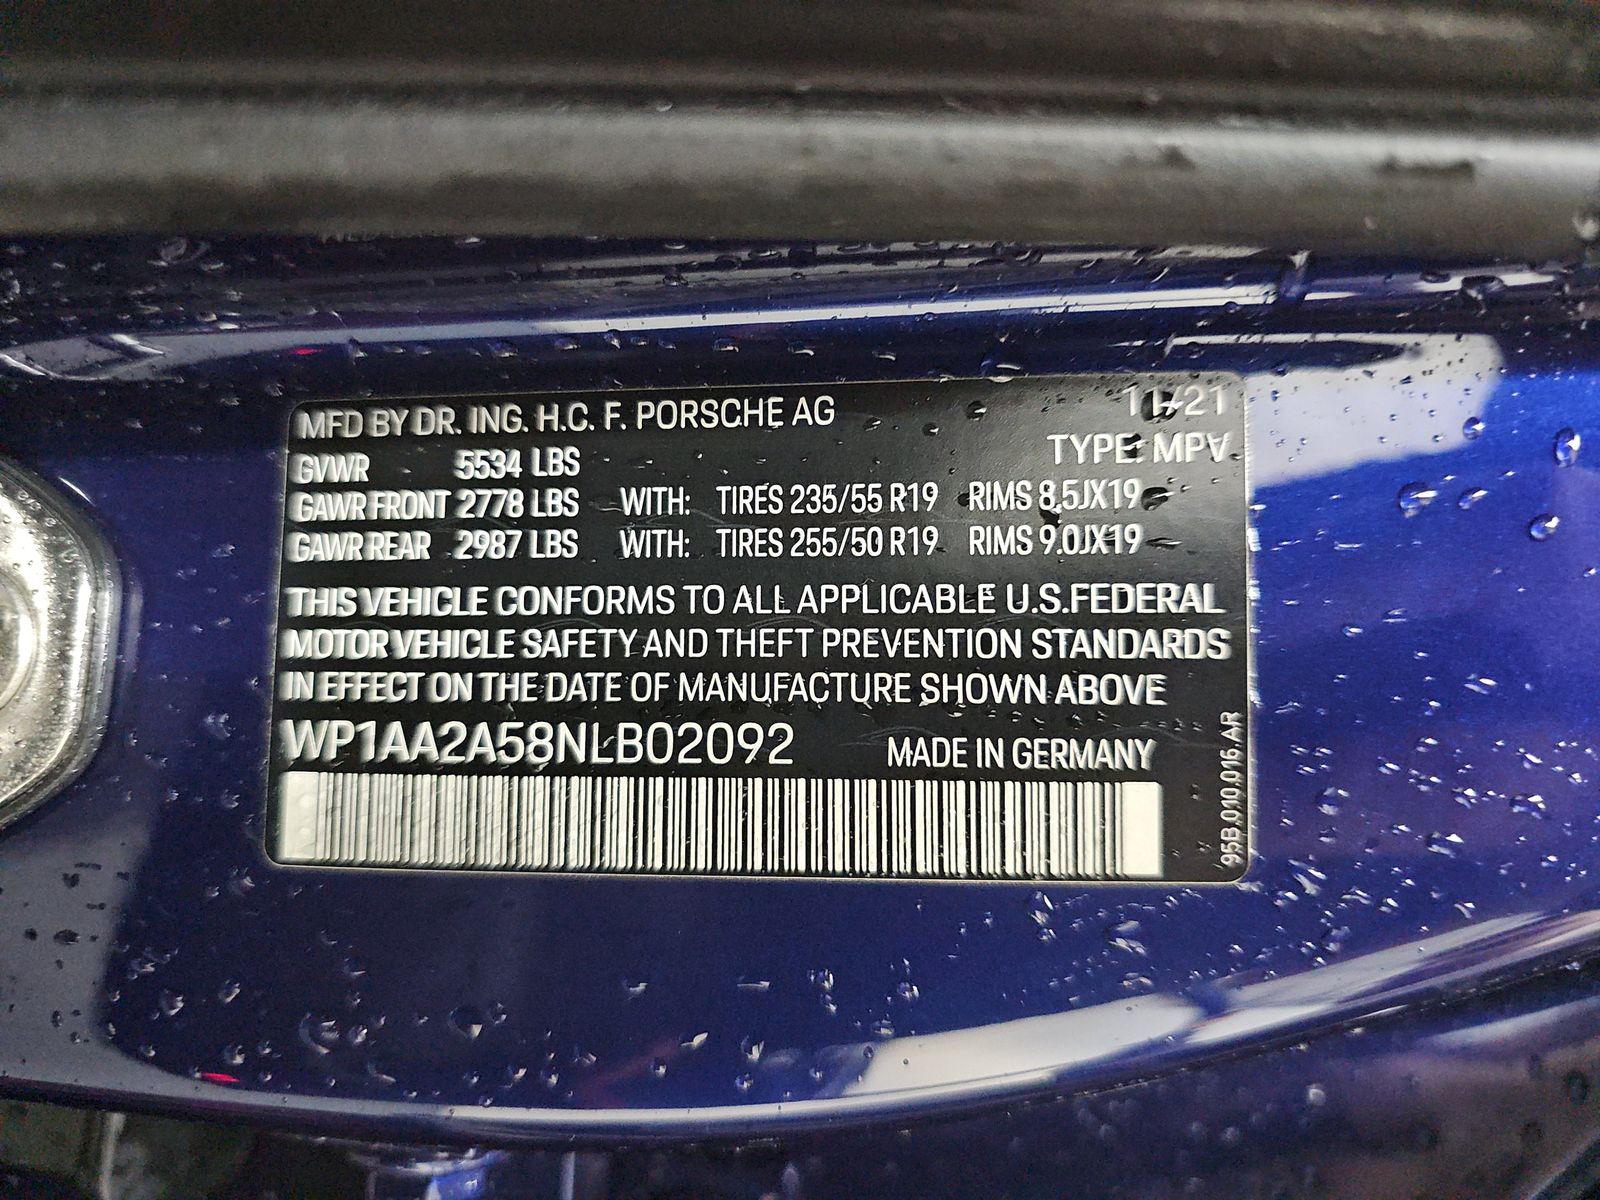 MFD BY DR. ING. H.C. F. PORSCHE AG 11/21
TYPE: MPV
GVWR 5534 LBS
GAWR FRONT 2778 LBS WITH: TIRES 235/55 R19 RIMS 8.5JX19
GAWR REAR 2987 LBS WITH: TIRES 255/50 R19 RIMS 9.0JX19
THIS VEHICLE CONFORMS TO ALL APPLICABLE U.S.FEDERAL
MOTOR VEHICLE SAFETY AND THEFT PREVENTION STANDARDS
IN EFFECT ON THE DATE OF MANUFACTURE SHOWN ABOVE
WP1AA2A58NLB02092 MADE IN GERMANY
95B.010.016.AR